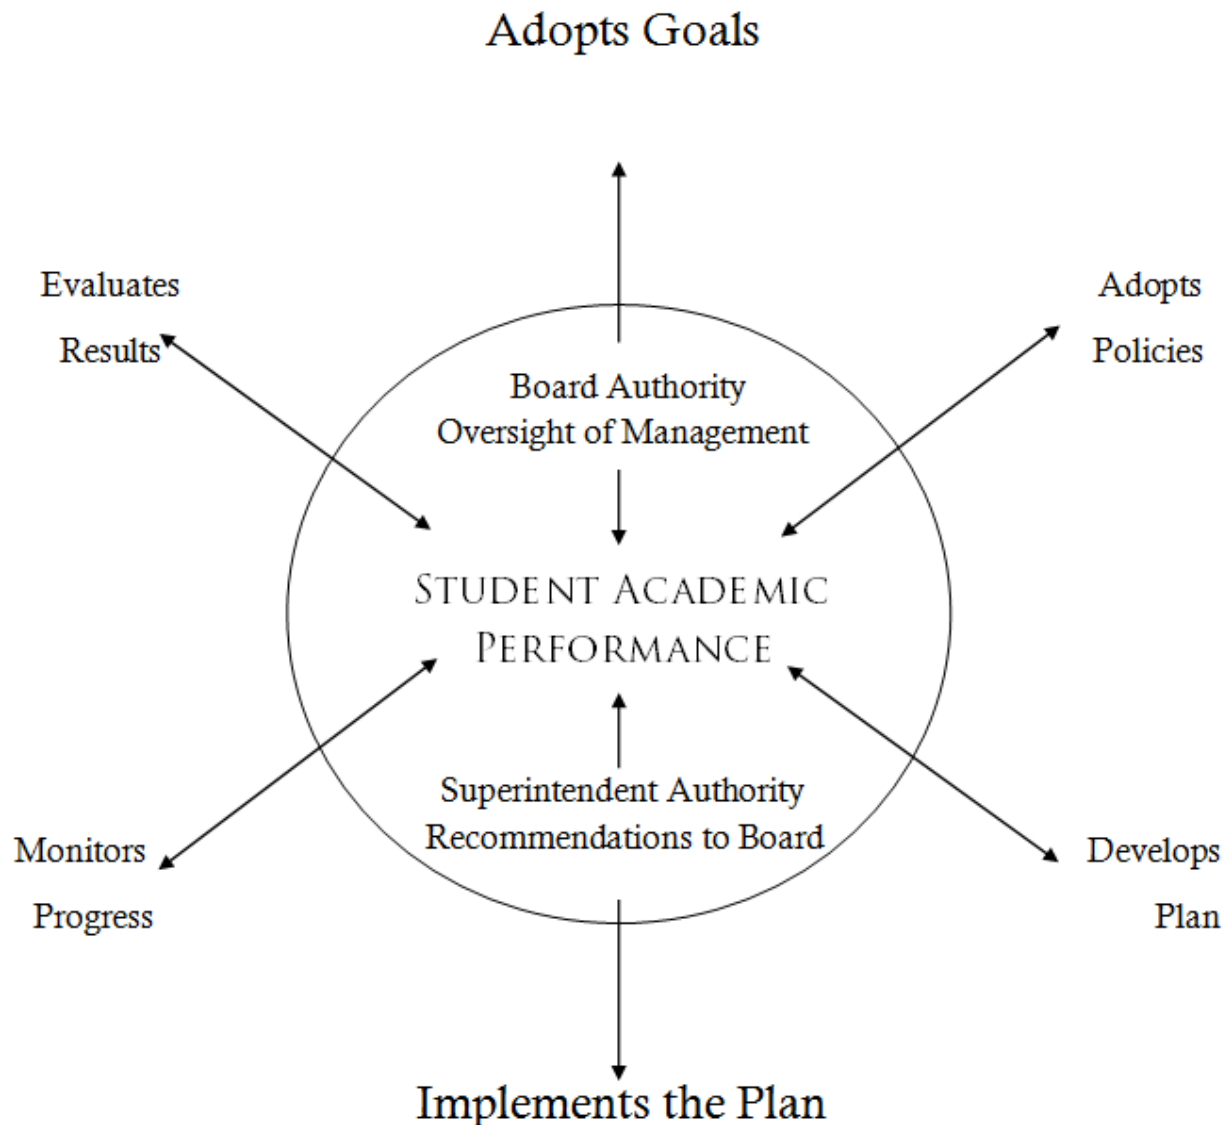 Adopts Goals
Evaluates
Results
Adopts
Policies
Board Authority
Oversight of Management
STUDENT ACADEMIC
PERFORMANCE
Superintendent Authority
Recommendations to Board
Monitors
Progress
Develops
Plan
Implements the Plan